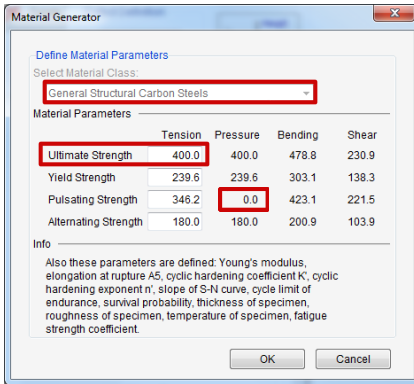 Material Generator
Define Material Parameters
Select Material Class:
General Structural Carbon Steels
Material Parameters
Tension Pressure Bending Shear
Ultimate Strength 400.0 400.0 478.8 230.9
Yield Strength 239.6 239.6 303.1 138.3
Pulsating Strength 346.2 0.0 423.1 221.5
Alternating Strength 180.0 180.0 200.9 103.9
Info
Also these parameters are defined: Young's modulus,
elongation at rupture A5, cyclic hardening coefficient K', cyclic
hardening exponent n', slope of S-N curve, cycle limit of
endurance, survival probability, thickness of specimen,
roughness of specimen, temperature of specimen, fatigue
strength coefficient.
OK Cancel